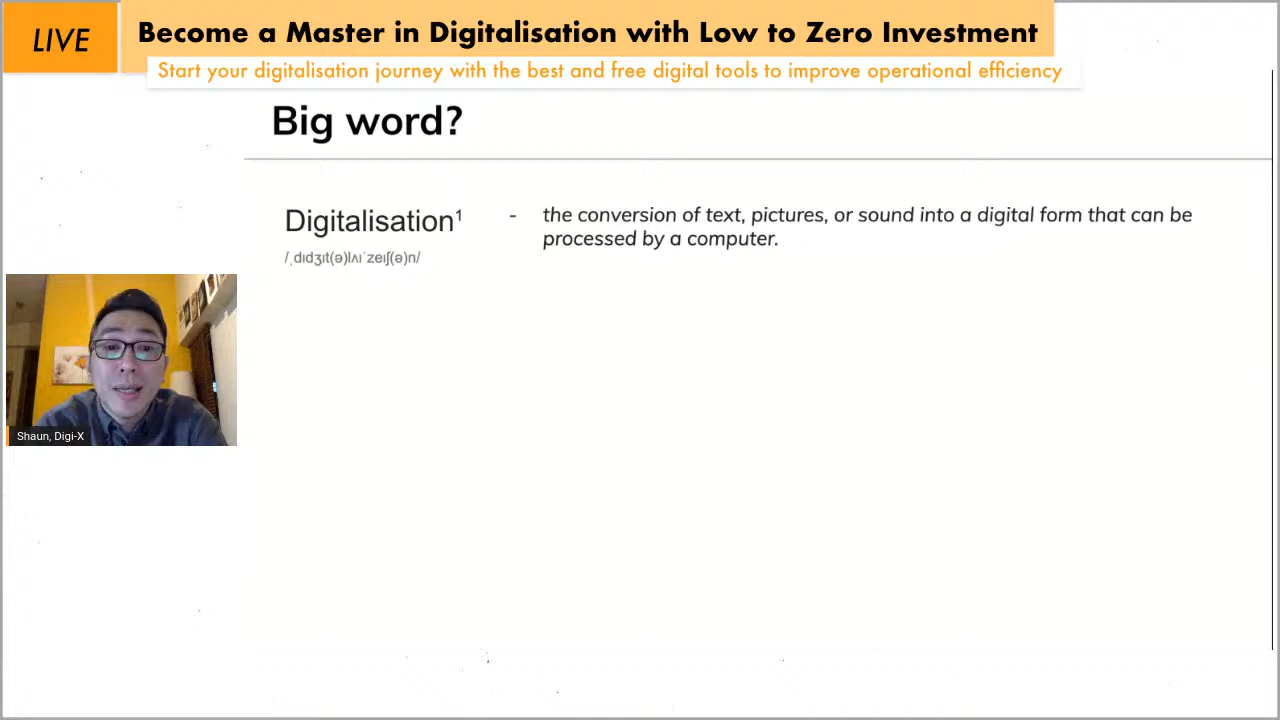 LIVE
Become a Master in Digitalisation with Low to Zero Investment
Start your digitalisation journey with the best and free digital tools to improve operational efficiency
Big word?
Digitalisation¹ - the conversion of text, pictures, or sound into a digital form that can be
processed by a computer.
/ˌdɪdʒɪt(ə)lʌɪˈzeɪʃ(ə)n/
Shaun, Digi-X